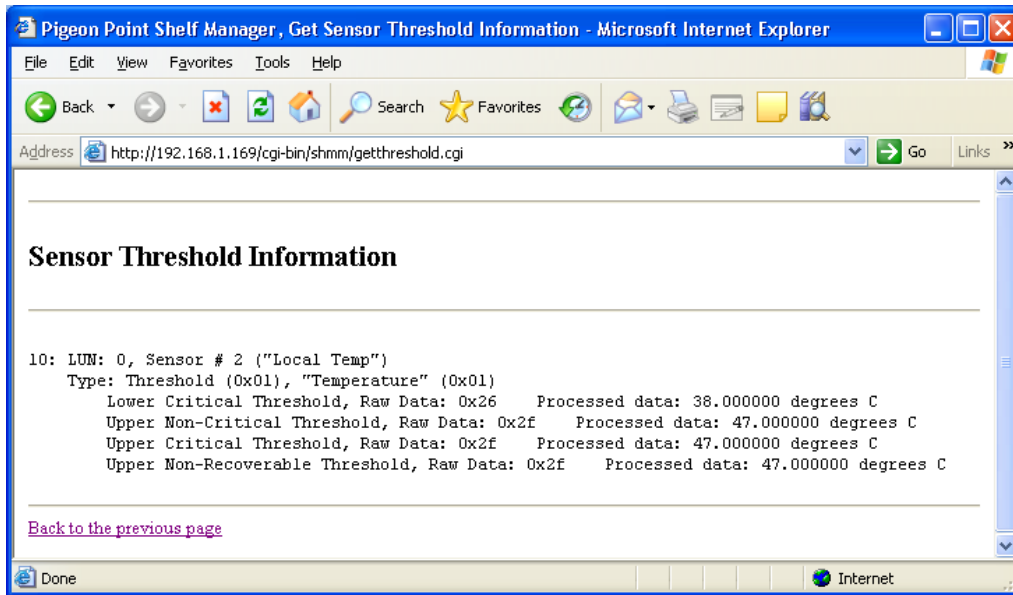 Pigeon Point Shelf Manager, Get Sensor Threshold Information - Microsoft Internet Explorer
File Edit View Favorites Tools Help
Back Search Favorites
Address http://192.168.1.169/cgi-bin/shmm/getthreshold.cgi Go Links »
Sensor Threshold Information
10: LUN: 0, Sensor # 2 ("Local Temp")
Type: Threshold (0x01), "Temperature" (0x01)
Lower Critical Threshold, Raw Data: 0x26 Processed data: 38.000000 degrees C
Upper Non-Critical Threshold, Raw Data: 0x2f Processed data: 47.000000 degrees C
Upper Critical Threshold, Raw Data: 0x2f Processed data: 47.000000 degrees C
Upper Non-Recoverable Threshold, Raw Data: 0x2f Processed data: 47.000000 degrees C
Back to the previous page
Done Internet